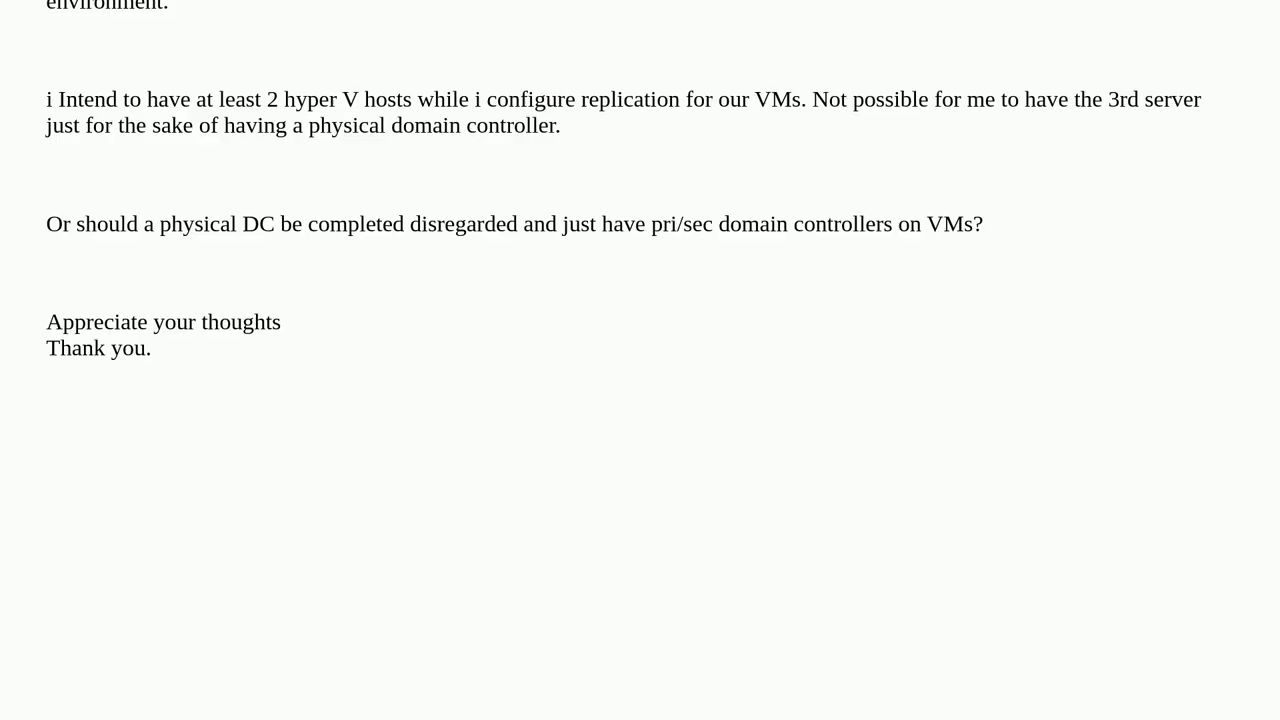 environment.
i Intend to have at least 2 hyper V hosts while i configure replication for our VMs. Not possible for me to have the 3rd server
just for the sake of having a physical domain controller.
Or should a physical DC be completed disregarded and just have pri/sec domain controllers on VMs?
Appreciate your thoughts
Thank you.